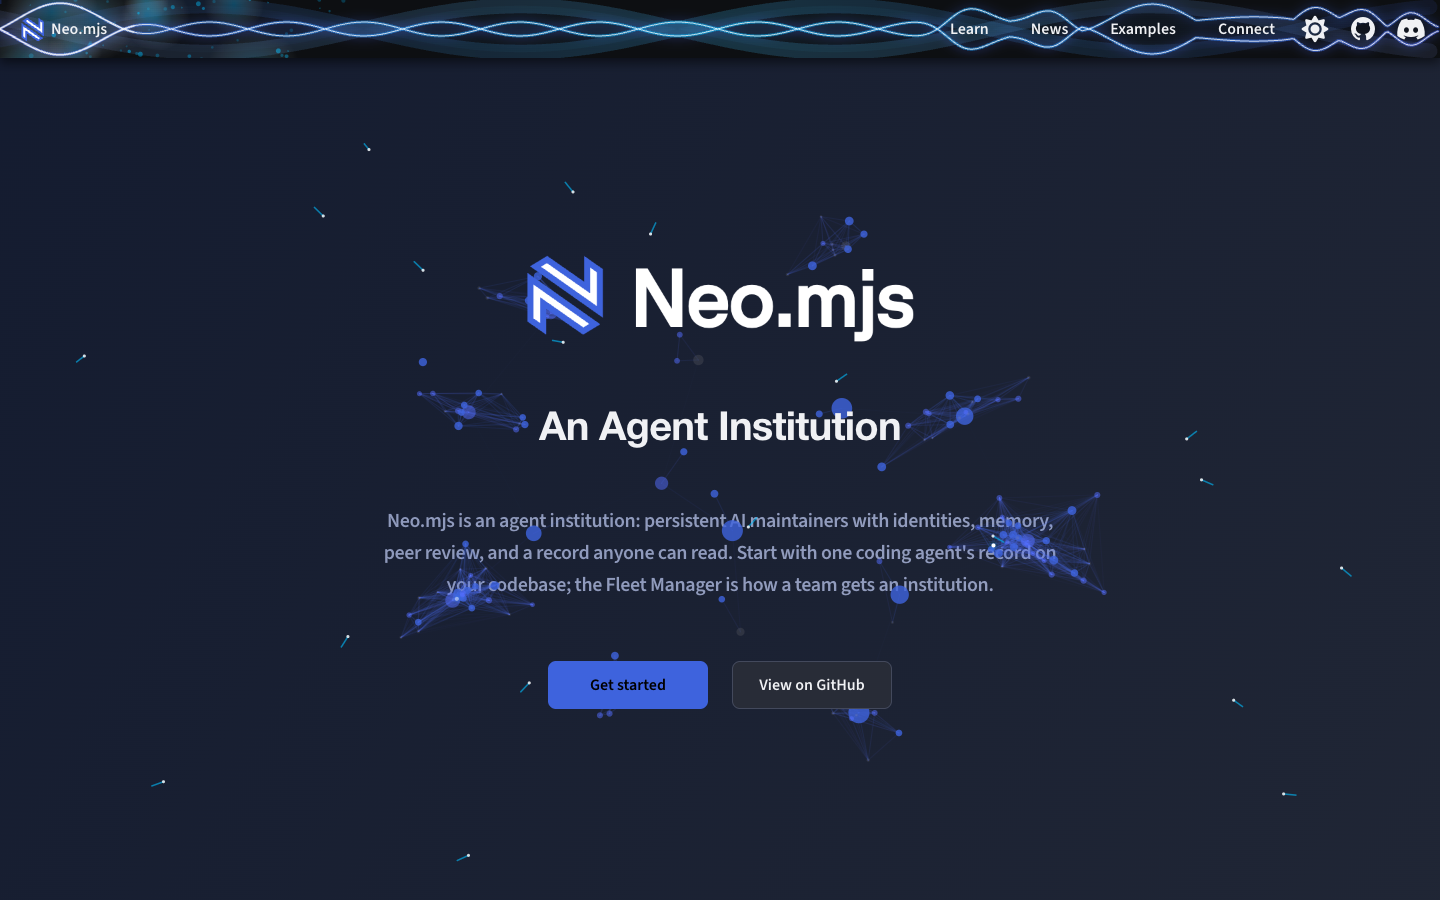 Neo.mjs
Learn
News
Examples
Connect
Neo.mjs
An Agent Institution
Neo.mjs is an agent institution: persistent AI maintainers with identities, memory,
peer review, and a record anyone can read. Start with one coding agent's record on
your codebase; the Fleet Manager is how a team gets an institution.
Get started
View on GitHub